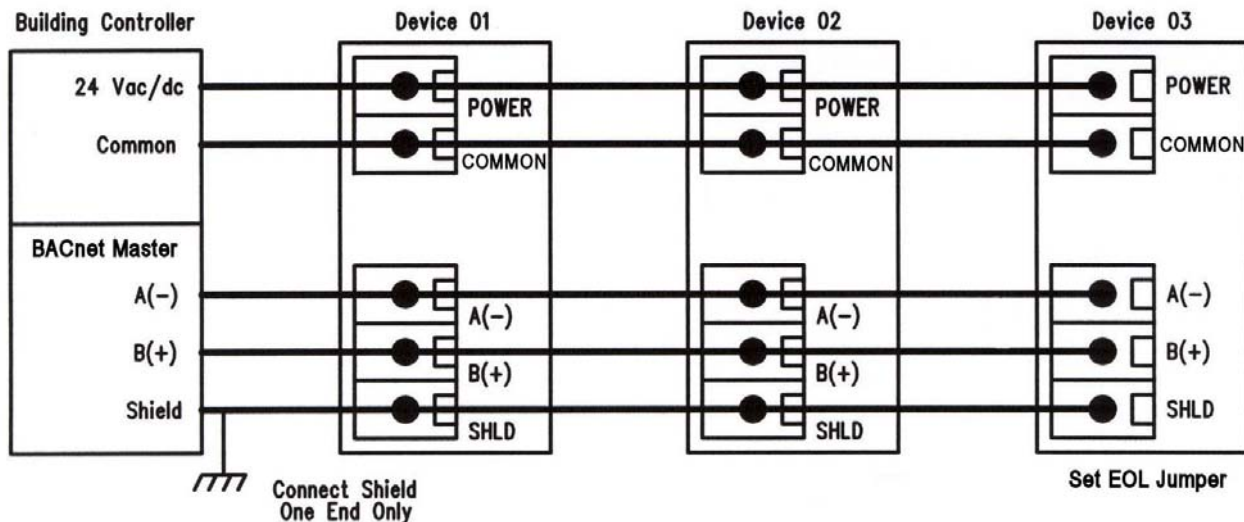 Building Controller
Device 01
Device 02
Device 03
24 Vac/dc
POWER
POWER
POWER
Common
COMMON
COMMON
COMMON
BACnet Master
A(-)
A(-)
A(-)
A(-)
B(+)
B(+)
B(+)
B(+)
Shield
SHLD
SHLD
SHLD
Connect Shield
One End Only
Set EOL Jumper